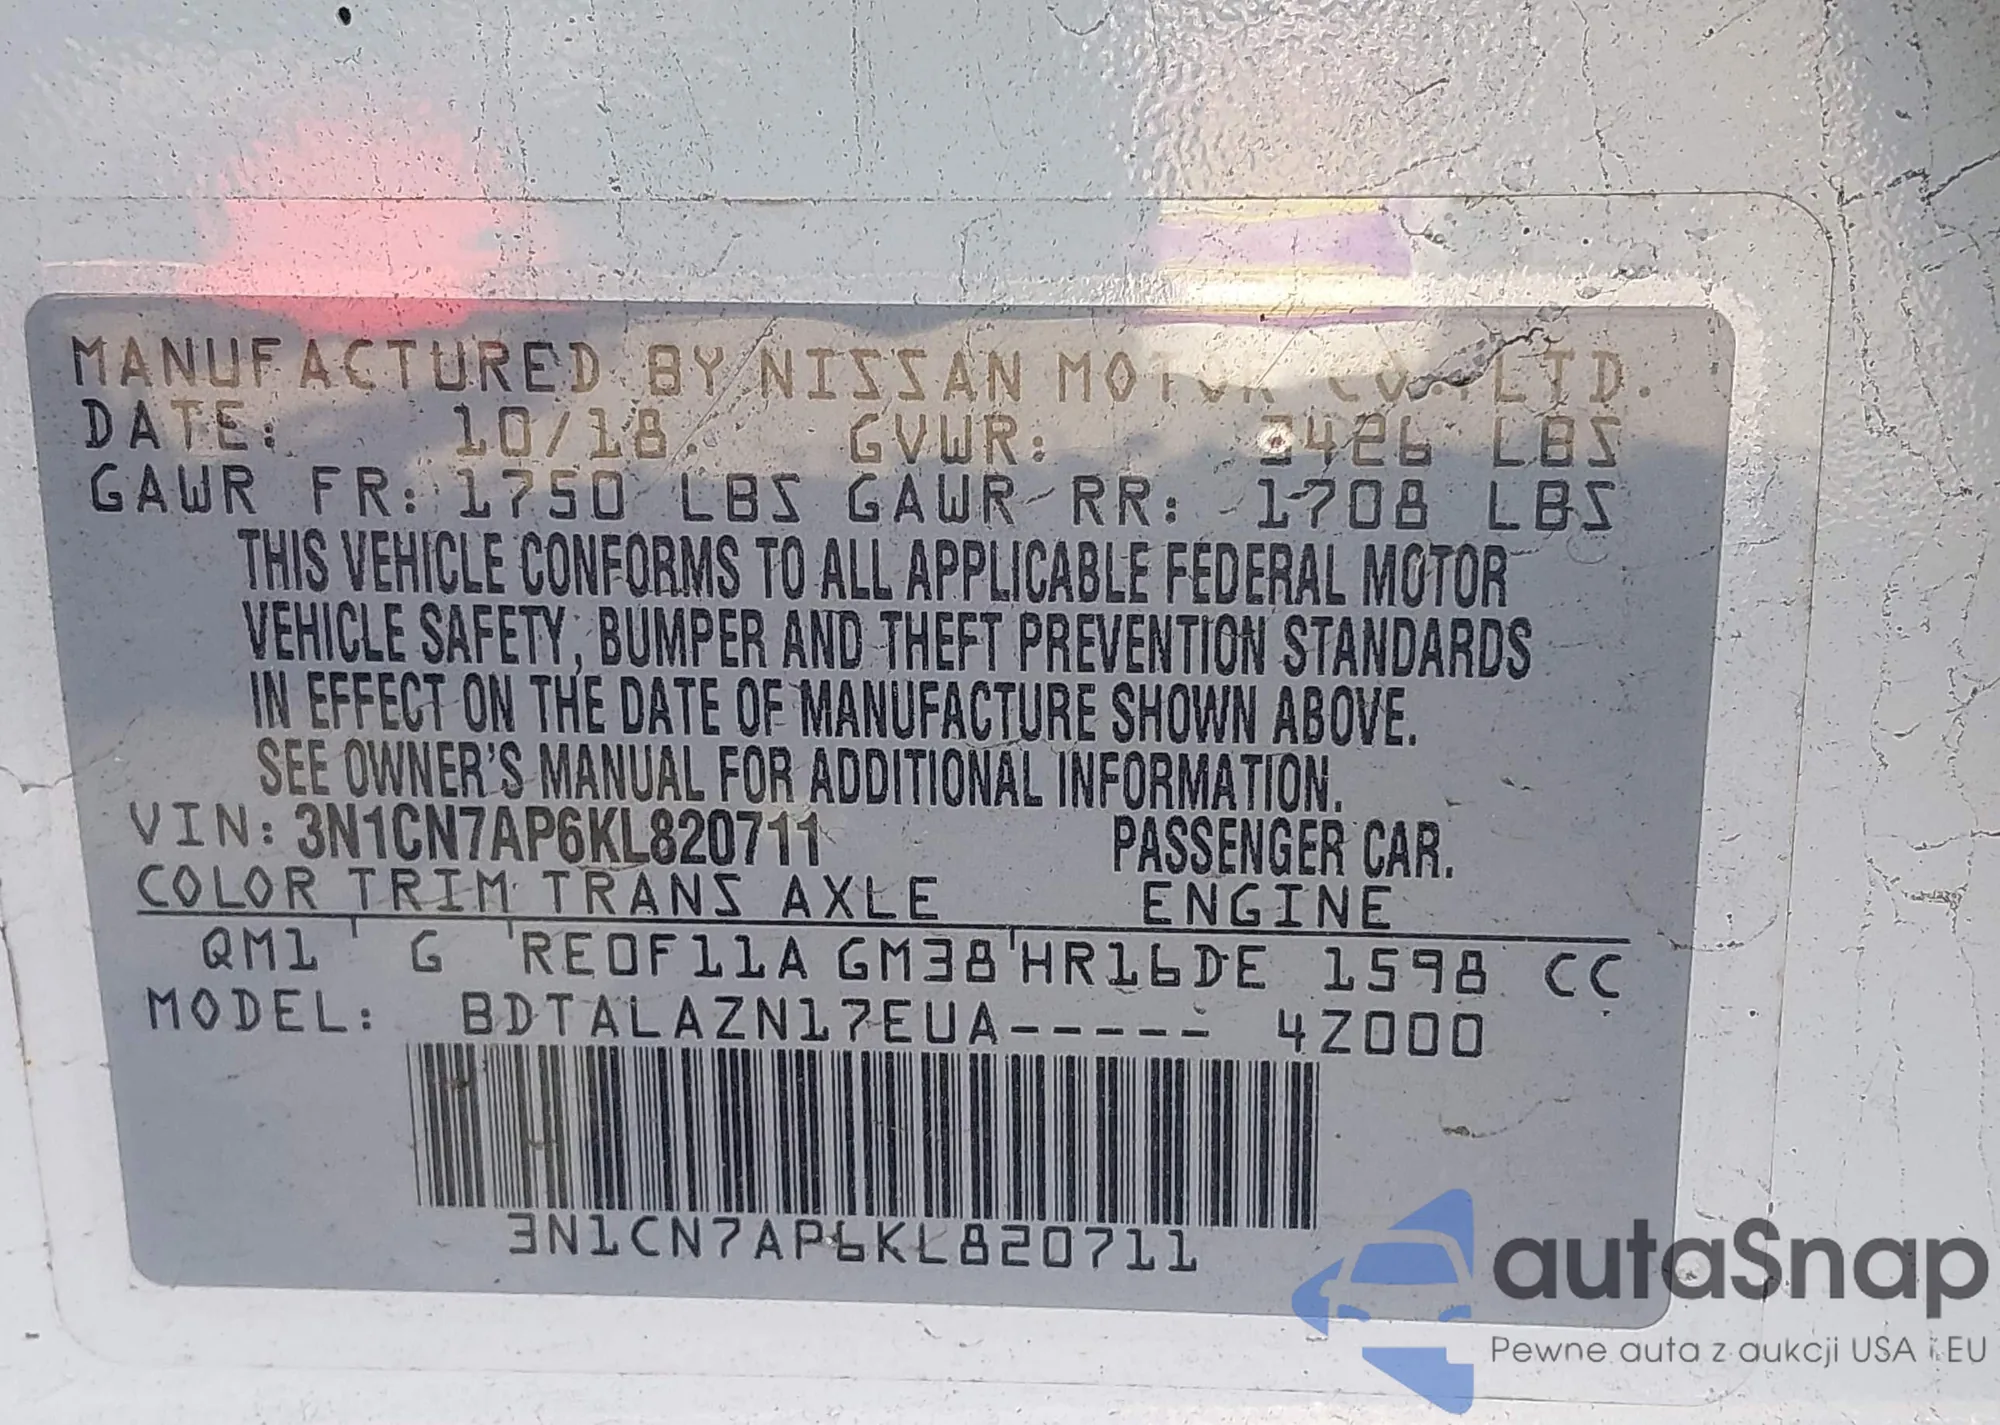 MANUFACTURED BY NISSAN MOTOR CO., LTD.
DATE: 10/18. GVWR: 3426 LBS
GAWR FR: 1750 LBS GAWR RR: 1708 LBS
THIS VEHICLE CONFORMS TO ALL APPLICABLE FEDERAL MOTOR
VEHICLE SAFETY, BUMPER AND THEFT PREVENTION STANDARDS
IN EFFECT ON THE DATE OF MANUFACTURE SHOWN ABOVE.
SEE OWNER'S MANUAL FOR ADDITIONAL INFORMATION.
VIN: 3N1CN7AP6KL820711 PASSENGER CAR.
COLOR TRIM TRANS AXLE ENGINE
QM1 G RE0F11A GM38 HR16DE 1598 CC
MODEL: BDTALAZN17EUA----- 4Z000
3N1CN7AP6KL820711
autaSnap
Pewne auta z aukcji USA i EU